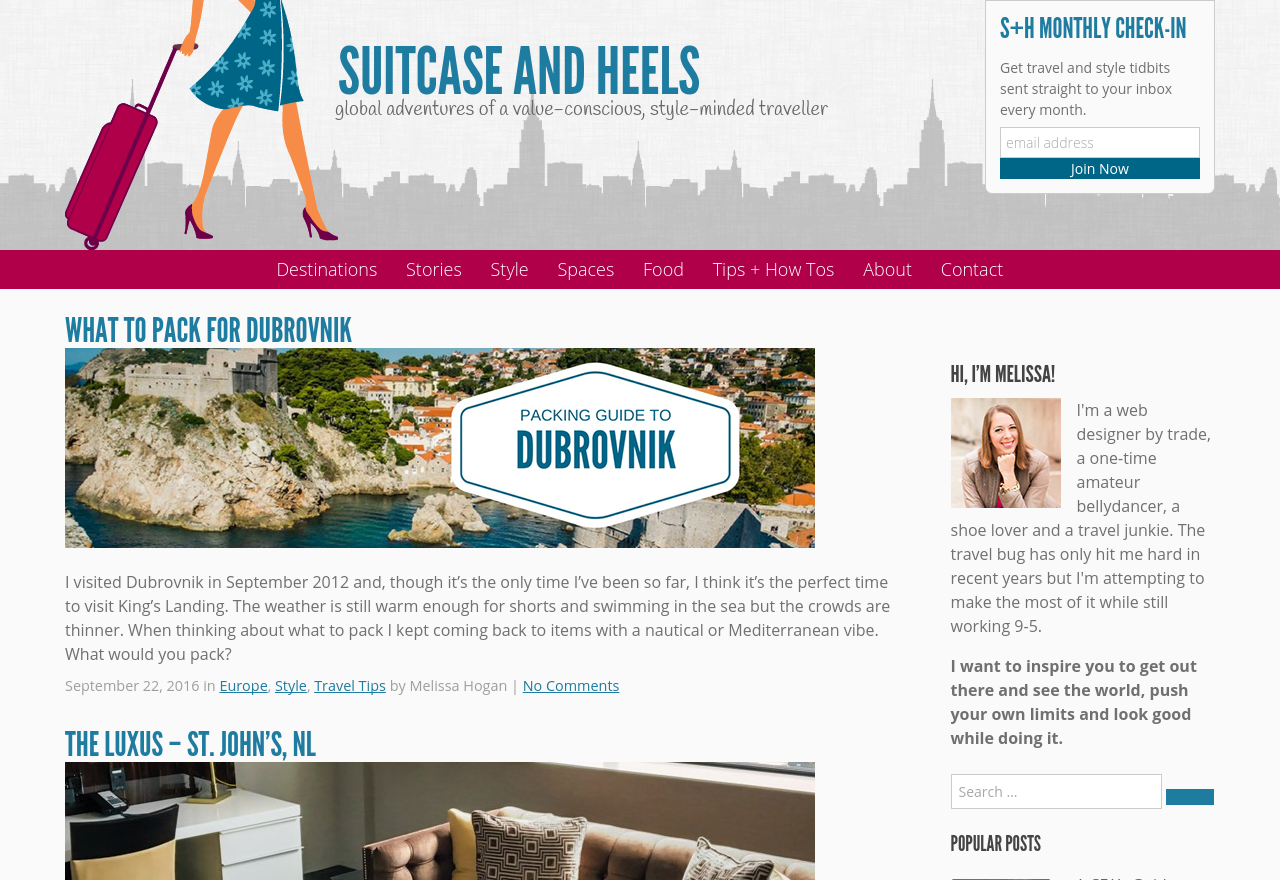 SUITCASE AND HEELS
global adventures of a value-conscious, style-minded traveller
S+H MONTHLY CHECK-IN
Get travel and style tidbits
sent straight to your inbox
every month.
email address
Join Now
Destinations Stories Style Spaces Food Tips + How Tos About Contact
WHAT TO PACK FOR DUBROVNIK
PACKING GUIDE TO
DUBROVNIK
I visited Dubrovnik in September 2012 and, though it’s the only time I’ve been so far, I think it’s the perfect time
to visit King’s Landing. The weather is still warm enough for shorts and swimming in the sea but the crowds are
thinner. When thinking about what to pack I kept coming back to items with a nautical or Mediterranean vibe.
What would you pack?
September 22, 2016 in Europe, Style, Travel Tips by Melissa Hogan | No Comments
THE LUXUS – ST. JOHN’S, NL
HI, I’M MELISSA!
I'm a web
designer by trade,
a one-time
amateur
bellydancer, a
shoe lover and a travel junkie. The
travel bug has only hit me hard in
recent years but I'm attempting to
make the most of it while still
working 9-5.
I want to inspire you to get out
there and see the world, push
your own limits and look good
while doing it.
Search …
POPULAR POSTS